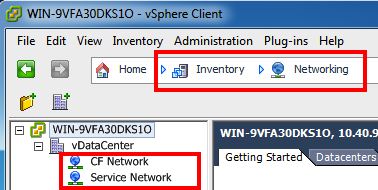 WIN-9VFA30DKS1O - vSphere Client
File Edit View Inventory Administration Plug-ins Help
Home Inventory Networking
WIN-9VFA30DKS1O
vDataCenter
CF Network
Service Network
WIN-9VFA30DKS1O, 10.40.9
Getting Started Datacenters